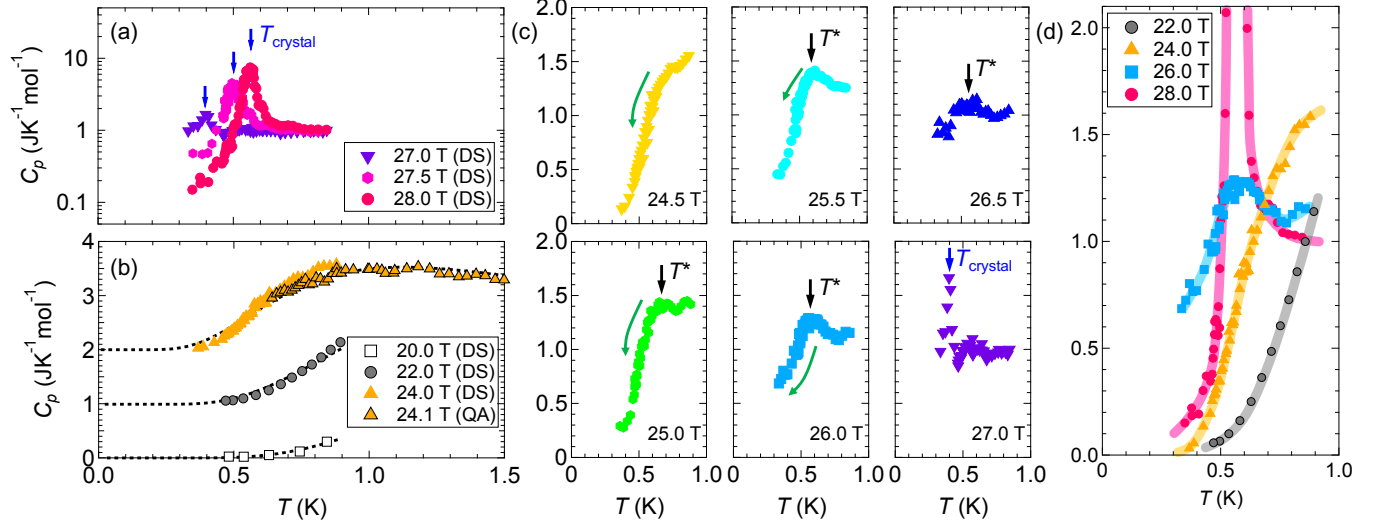 (a)
T_crystal
C_p (JK⁻¹mol⁻¹)
10
1
0.1
27.0 T (DS)
27.5 T (DS)
28.0 T (DS)
(b)
C_p (JK⁻¹mol⁻¹)
4
3
2
1
0
20.0 T (DS)
22.0 T (DS)
24.0 T (DS)
24.1 T (QA)
0 0.5 1.0 1.5
T (K)
(c)
2.0
1.5
1.0
0.5
0
24.5 T
T*
25.5 T
T*
26.5 T
2.0
1.5
1.0
0.5
0
T*
25.0 T
T*
26.0 T
T_crystal
27.0 T
0 0.5 1.0
T (K)
0 0.5 1.0
T (K)
0 0.5 1.0
T (K)
(d)
2.0
1.5
1.0
0.5
0.0
22.0 T
24.0 T
26.0 T
28.0 T
0 0.5 1.0
T (K)